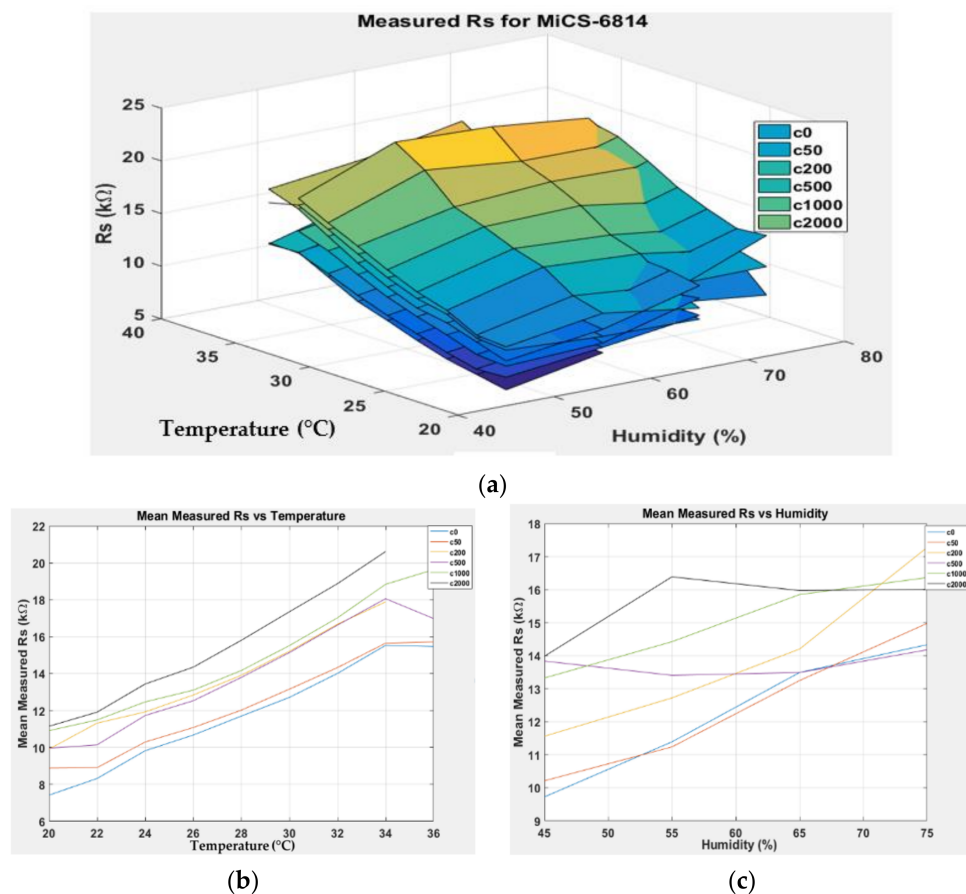 Measured Rs for MiCS-6814
25
20
15
10
5
Rs (kΩ)
40
35
30
25
20
Temperature (°C)
40
50
60
70
80
Humidity (%)
c0
c50
c200
c500
c1000
c2000
(a)
Mean Measured Rs vs Temperature
22
20
18
16
14
12
10
8
6
Mean Measured Rs (kΩ)
20 22 24 26 28 30 32 34 36
Temperature (°C)
c0
c50
c200
c500
c1000
c2000
(b)
Mean Measured Rs vs Humidity
18
17
16
15
14
13
12
11
10
9
Mean Measured Rs (kΩ)
45 50 55 60 65 70 75
Humidity (%)
c0
c50
c200
c500
c1000
c2000
(c)